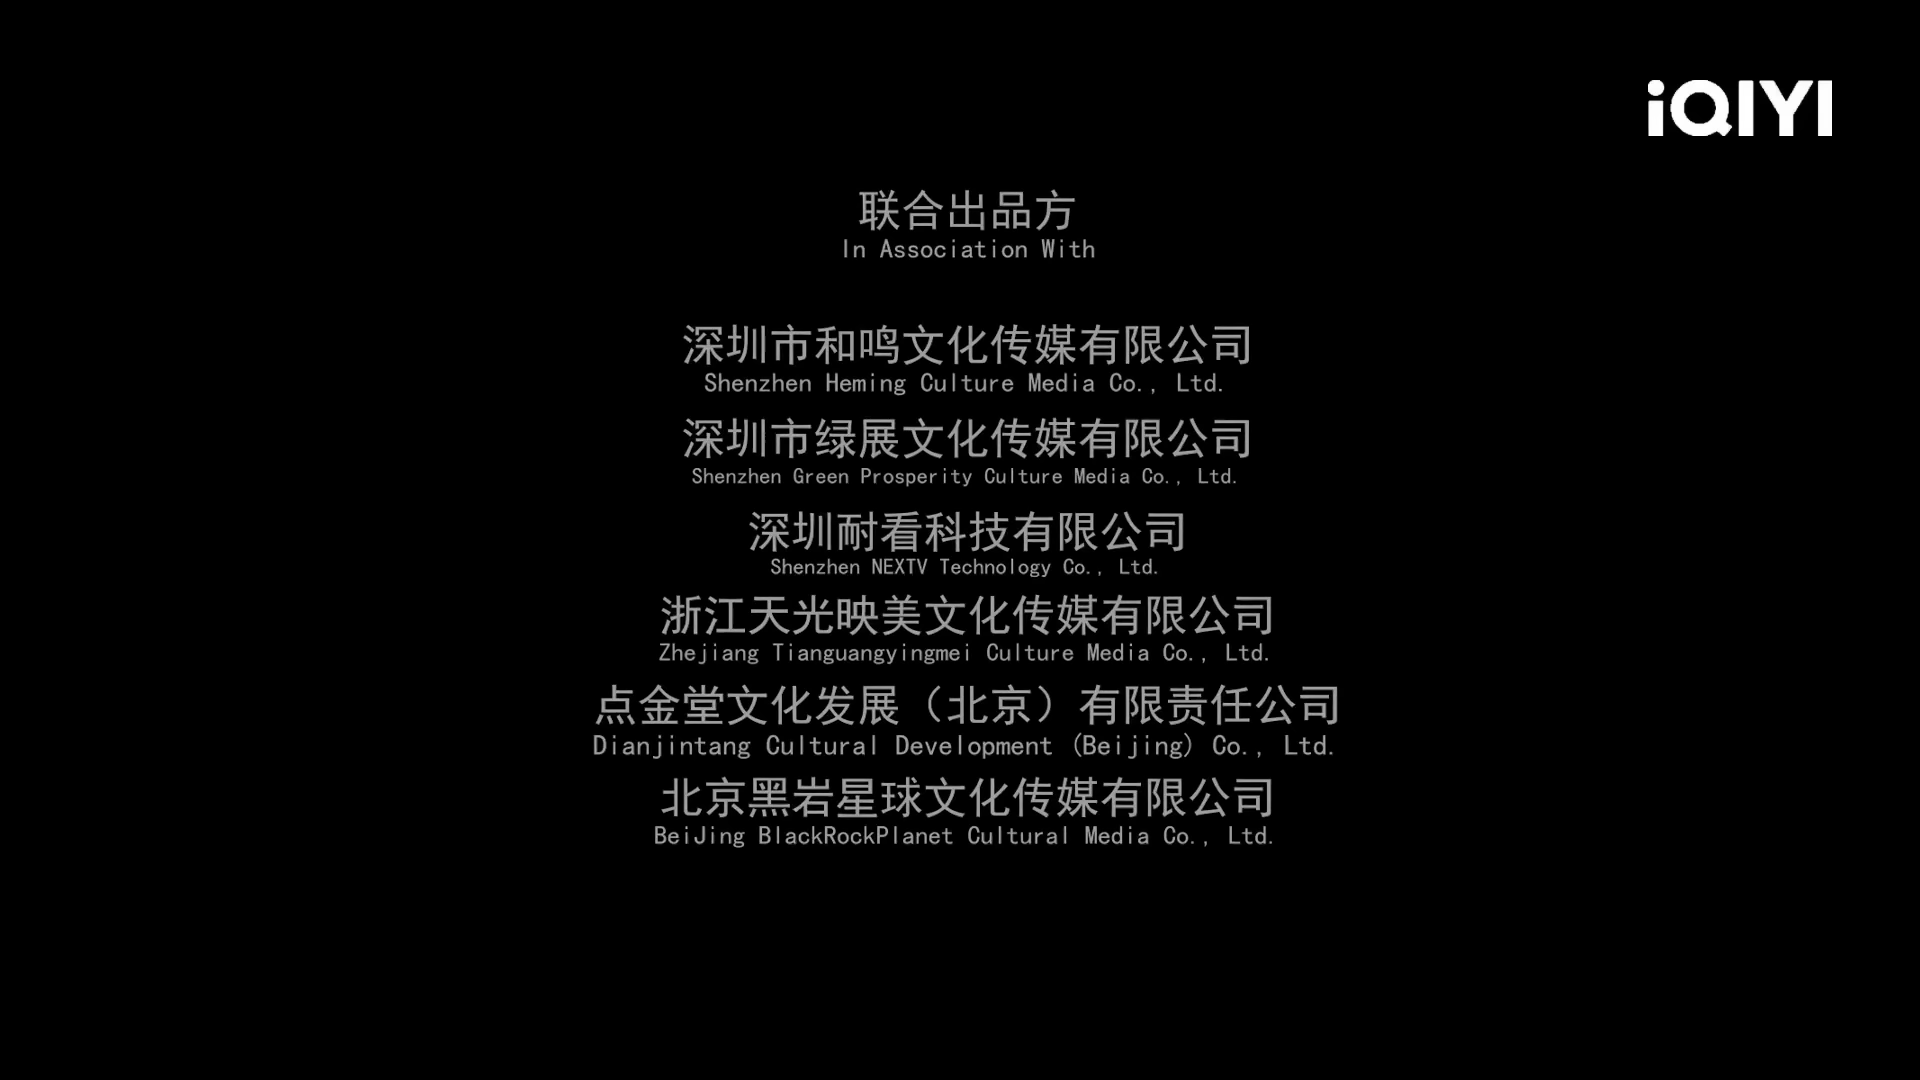 iQIYI
联合出品方
In Association With
深圳市和鸣文化传媒有限公司
Shenzhen Heming Culture Media Co., Ltd.
深圳市绿展文化传媒有限公司
Shenzhen Green Prosperity Culture Media Co., Ltd.
深圳耐看科技有限公司
Shenzhen NEXTV Technology Co., Ltd.
浙江天光映美文化传媒有限公司
Zhejiang Tianguangyingmei Culture Media Co., Ltd.
点金堂文化发展（北京）有限责任公司
Dianjintang Cultural Development (Beijing) Co., Ltd.
北京黑岩星球文化传媒有限公司
BeiJing BlackRockPlanet Cultural Media Co., Ltd.